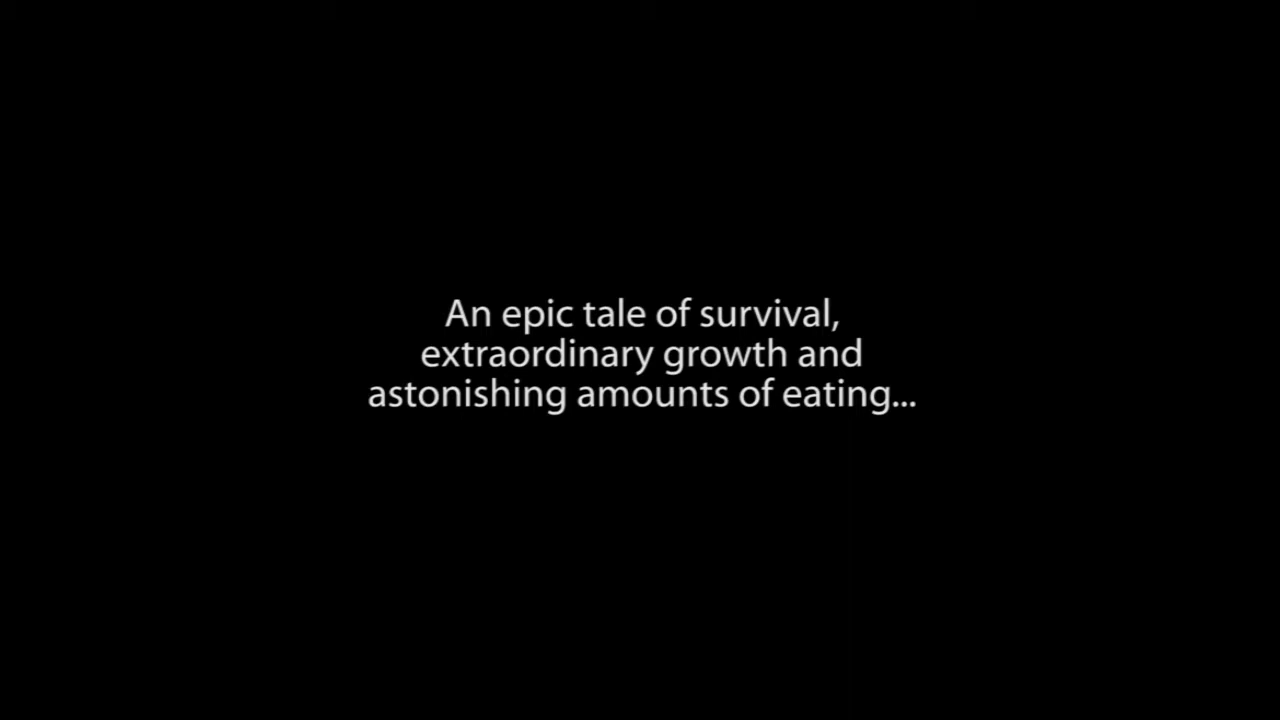 An epic tale of survival,
extraordinary growth and
astonishing amounts of eating...